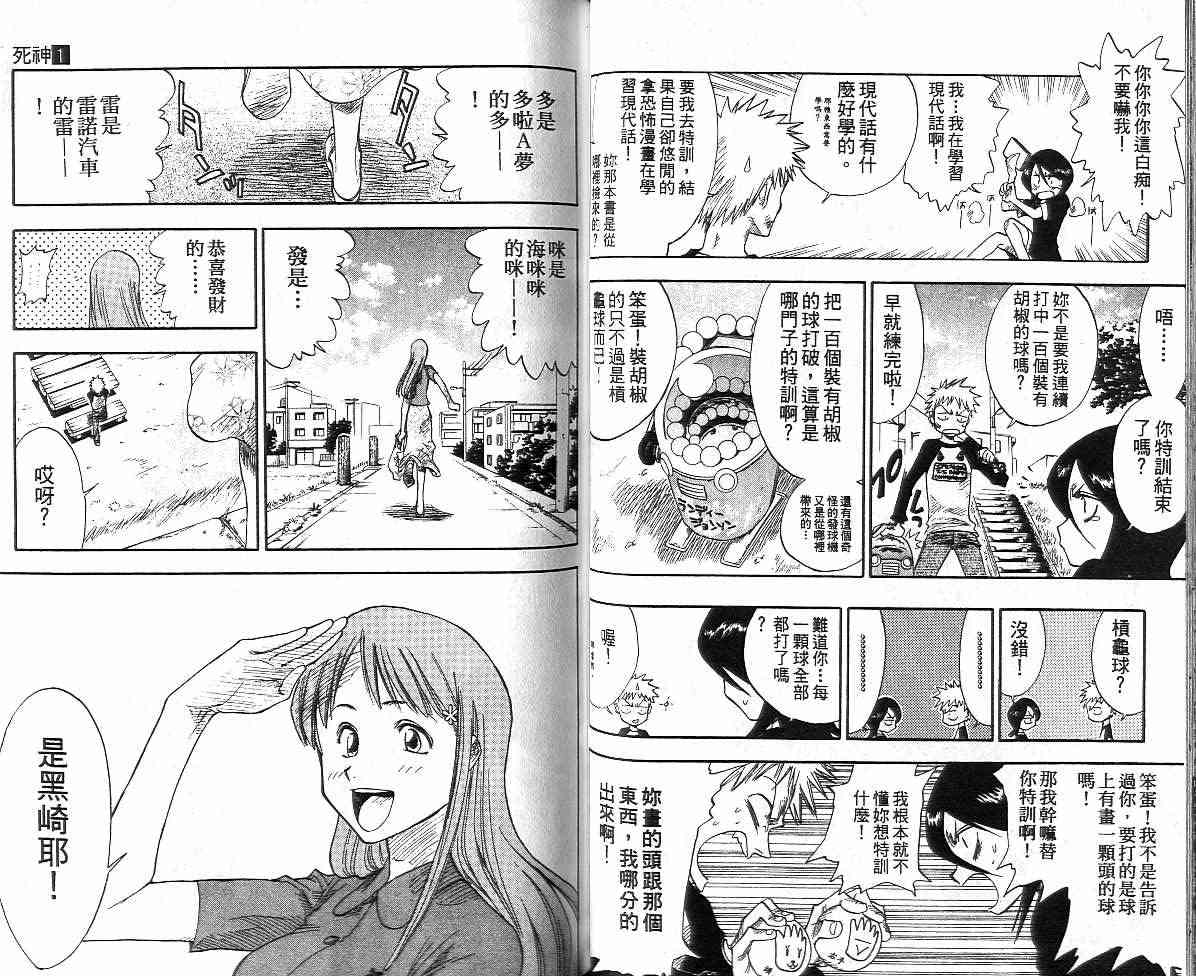 死神1
你你你你這白痴！
不要嚇我！
我…我在學習
現代話啊！
現代話有什
麼好學的。
那種東西需要
學嗎？
要我去特訓，結
果自己卻悠閒的
拿恐怖漫畫在學
習現代話！
妳那本書是從
哪裡撿來的？
唔……
你特訓結束
了嗎？
妳不是要我連續
打中一百個裝有
胡椒的球嗎？
早就練完啦！
把一百個裝有胡椒
的球打破，這算是
哪門子的特訓啊？
還有這個奇
怪的發球機
又是從哪裡
帶來的…
笨蛋！裝胡椒
的只不過是槓
龜球而已！
槓龜球？
沒錯！
難道你…每
一顆球全部
都打了嗎
？
喔！
笨蛋！我不是告訴
過你，要打的是球
上有畫一顆頭的球
嗎！
那我幹嘛替
你特訓啊！
我根本就不
懂妳想特訓
什麼！
妳畫的頭跟那個
東西，我哪分的
出來啊！
多是
多啦A夢
的多——
！
雷是
雷諾汽車
的雷——
！
咪是
海咪咪
的咪——！
發是…
恭喜發財
的……
哎呀？
是黑崎耶！